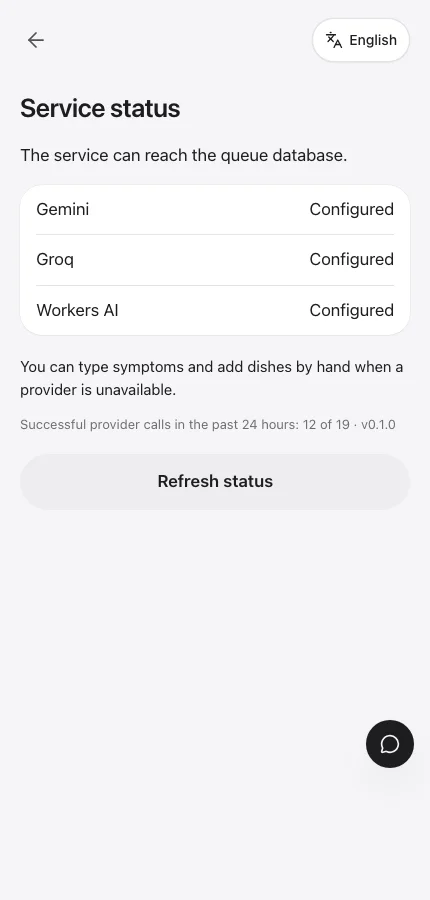 English
Service status
The service can reach the queue database.
Gemini Configured
Groq Configured
Workers AI Configured
You can type symptoms and add dishes by hand when a
provider is unavailable.
Successful provider calls in the past 24 hours: 12 of 19 · v0.1.0
Refresh status